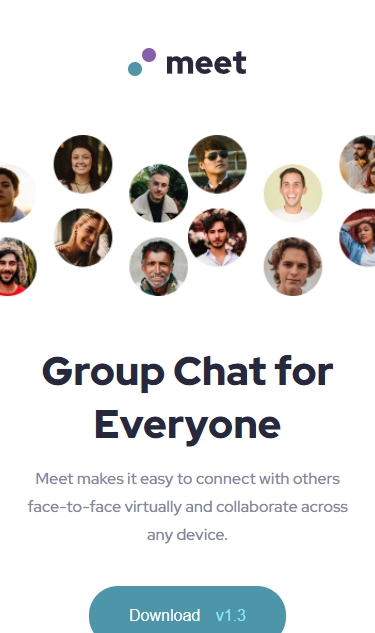 meet
Group Chat for
Everyone
Meet makes it easy to connect with others
face-to-face virtually and collaborate across
any device.
Download v1.3